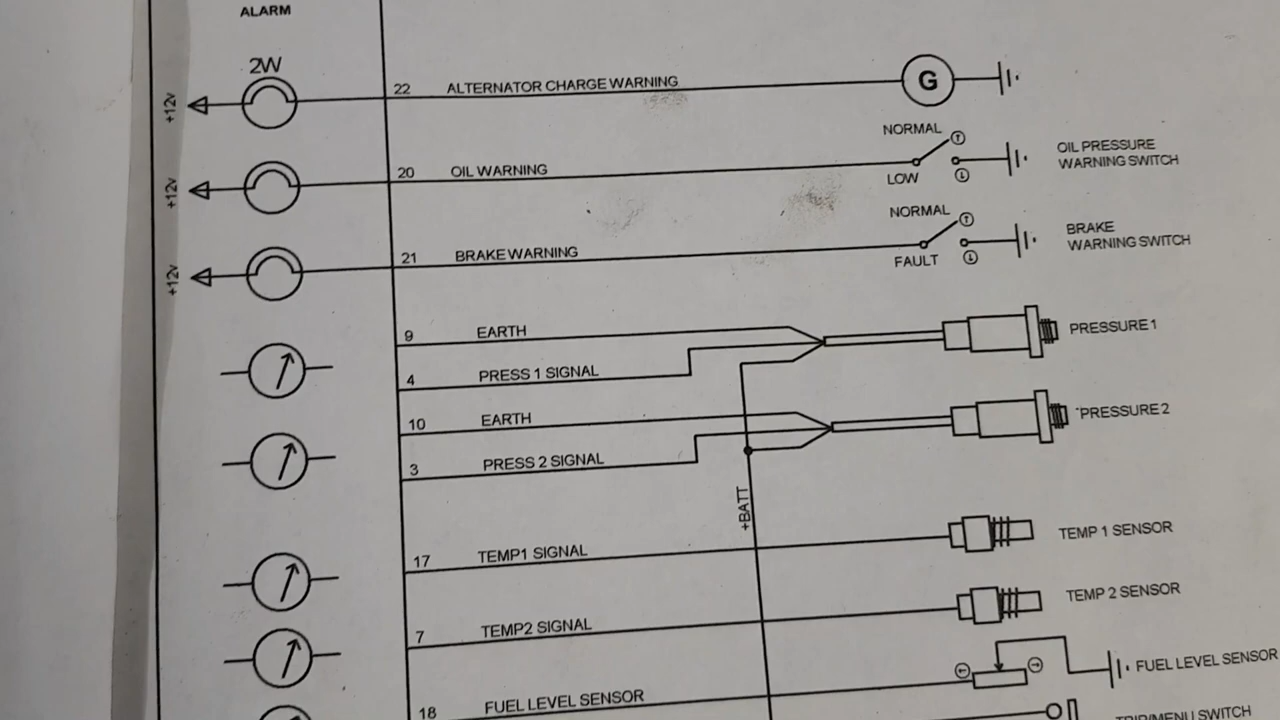 ALARM
2W
+12v
22 ALTERNATOR CHARGE WARNING
G
+12v
20 OIL WARNING
NORMAL
LOW
OIL PRESSURE
WARNING SWITCH
+12v
21 BRAKE WARNING
NORMAL
FAULT
BRAKE
WARNING SWITCH
9 EARTH
4 PRESS 1 SIGNAL
PRESSURE 1
10 EARTH
3 PRESS 2 SIGNAL
PRESSURE 2
+BATT
17 TEMP1 SIGNAL
TEMP 1 SENSOR
7 TEMP2 SIGNAL
TEMP 2 SENSOR
18 FUEL LEVEL SENSOR
FUEL LEVEL SENSOR
TRIP/MENU SWITCH